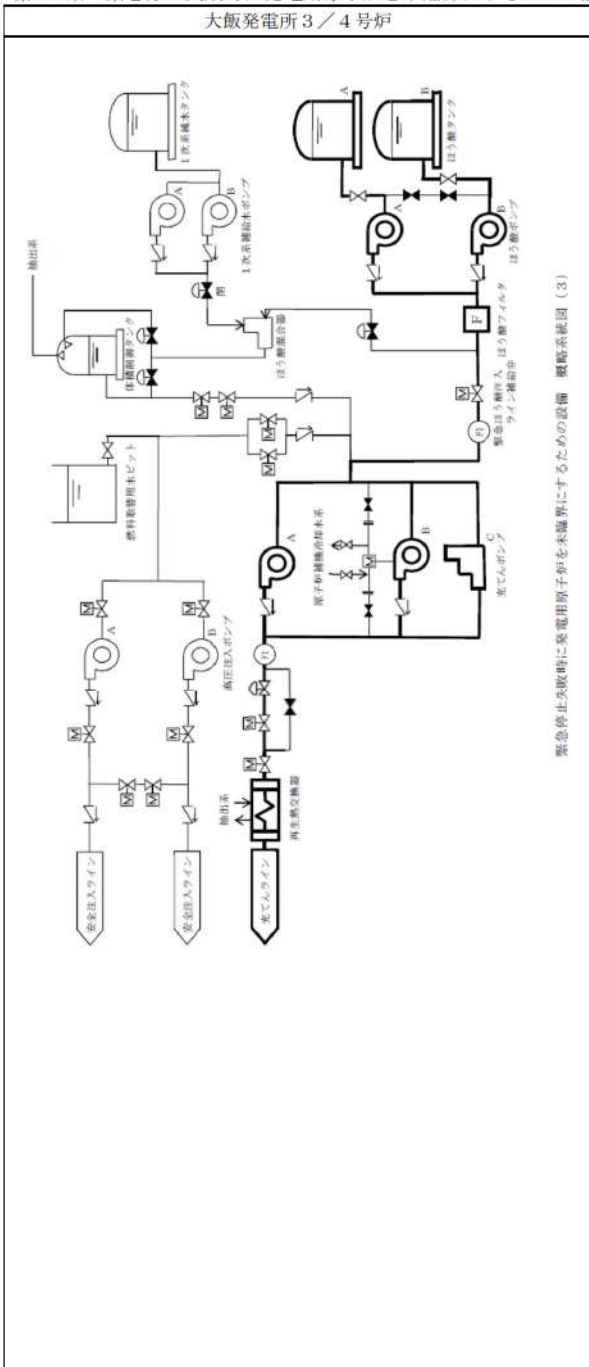 大飯発電所3/4号炉
1次系純水タンク
A
B
1次系補給水ポンプ
抽出系
体積制御タンク
閉
ほう酸混合器
A
B
ほう酸タンク
A
B
ほう酸ポンプ
F
ほう酸フィルタ
M
緊急ほう酸注入
ライン補給弁
FI
燃料取替用水ピット
M
M
M
M
A
B
高圧注入ポンプ
M
M
M
M
M
M
安全注入ライン
安全注入ライン
原子炉補機冷却水系
M
A
B
C
充てんポンプ
FI
M
M
抽出系
再生熱交換器
充てんライン
緊急停止失敗時に発電用原子炉を未臨界にするための設備 概略系統図(3)